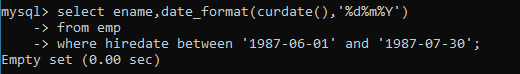 mysql> select ename,date_format(curdate(),'%d%m%Y')
    -> from emp
    -> where hiredate between '1987-06-01' and '1987-07-30';
Empty set (0.00 sec)